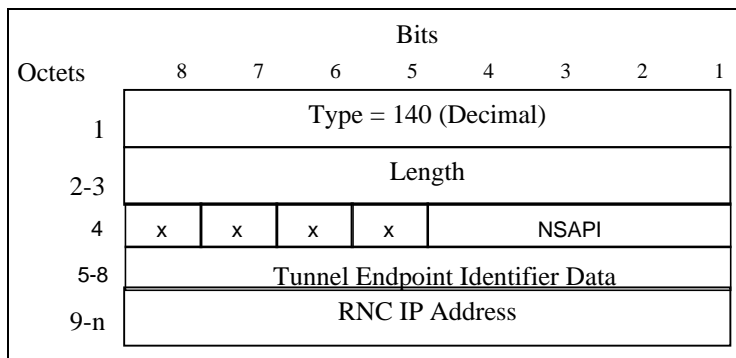 Bits
Octets 8 7 6 5 4 3 2 1
1 Type = 140 (Decimal)
2-3 Length
4 x x x x NSAPI
5-8 Tunnel Endpoint Identifier Data
9-n RNC IP Address